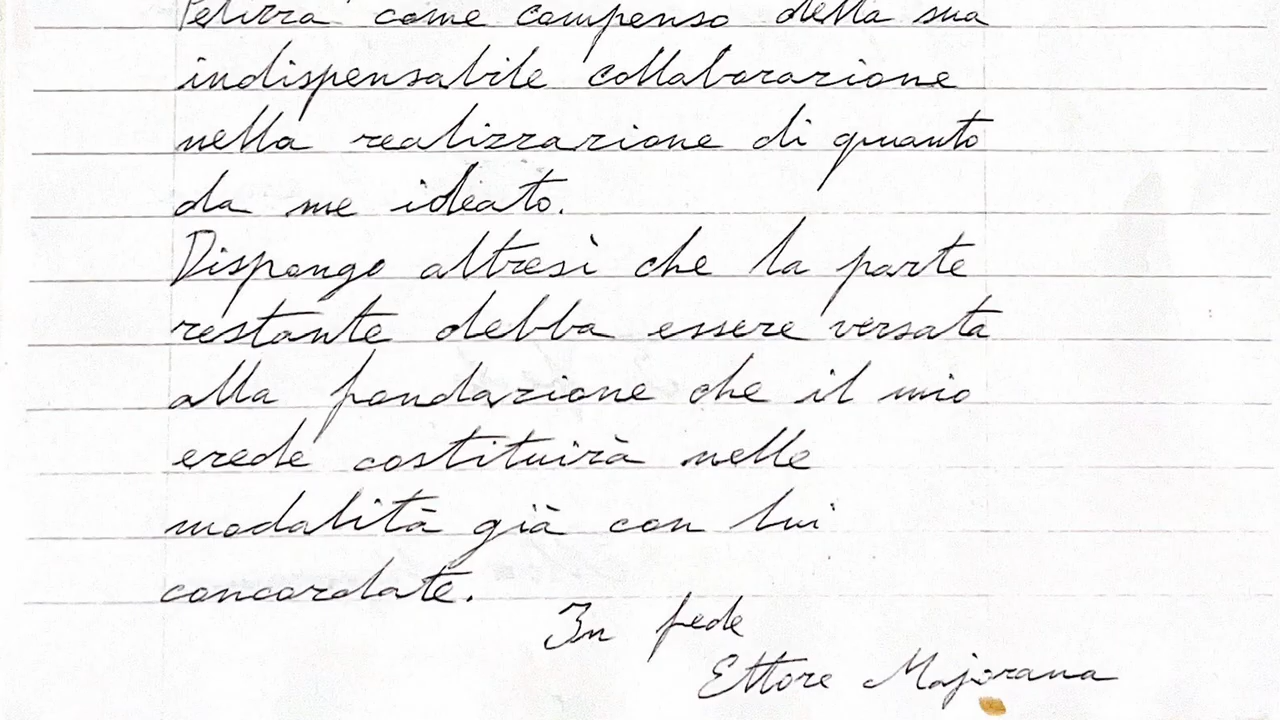 Pelizza come compenso della sua
indispensabile collaborazione
nella realizzazione di quanto
da me ideato.
Dispongo altresì che la parte
restante debba essere versata
alla fondazione che il mio
erede costituirà nelle
modalità già con lui
concordate.
In fede
Ettore Majorana